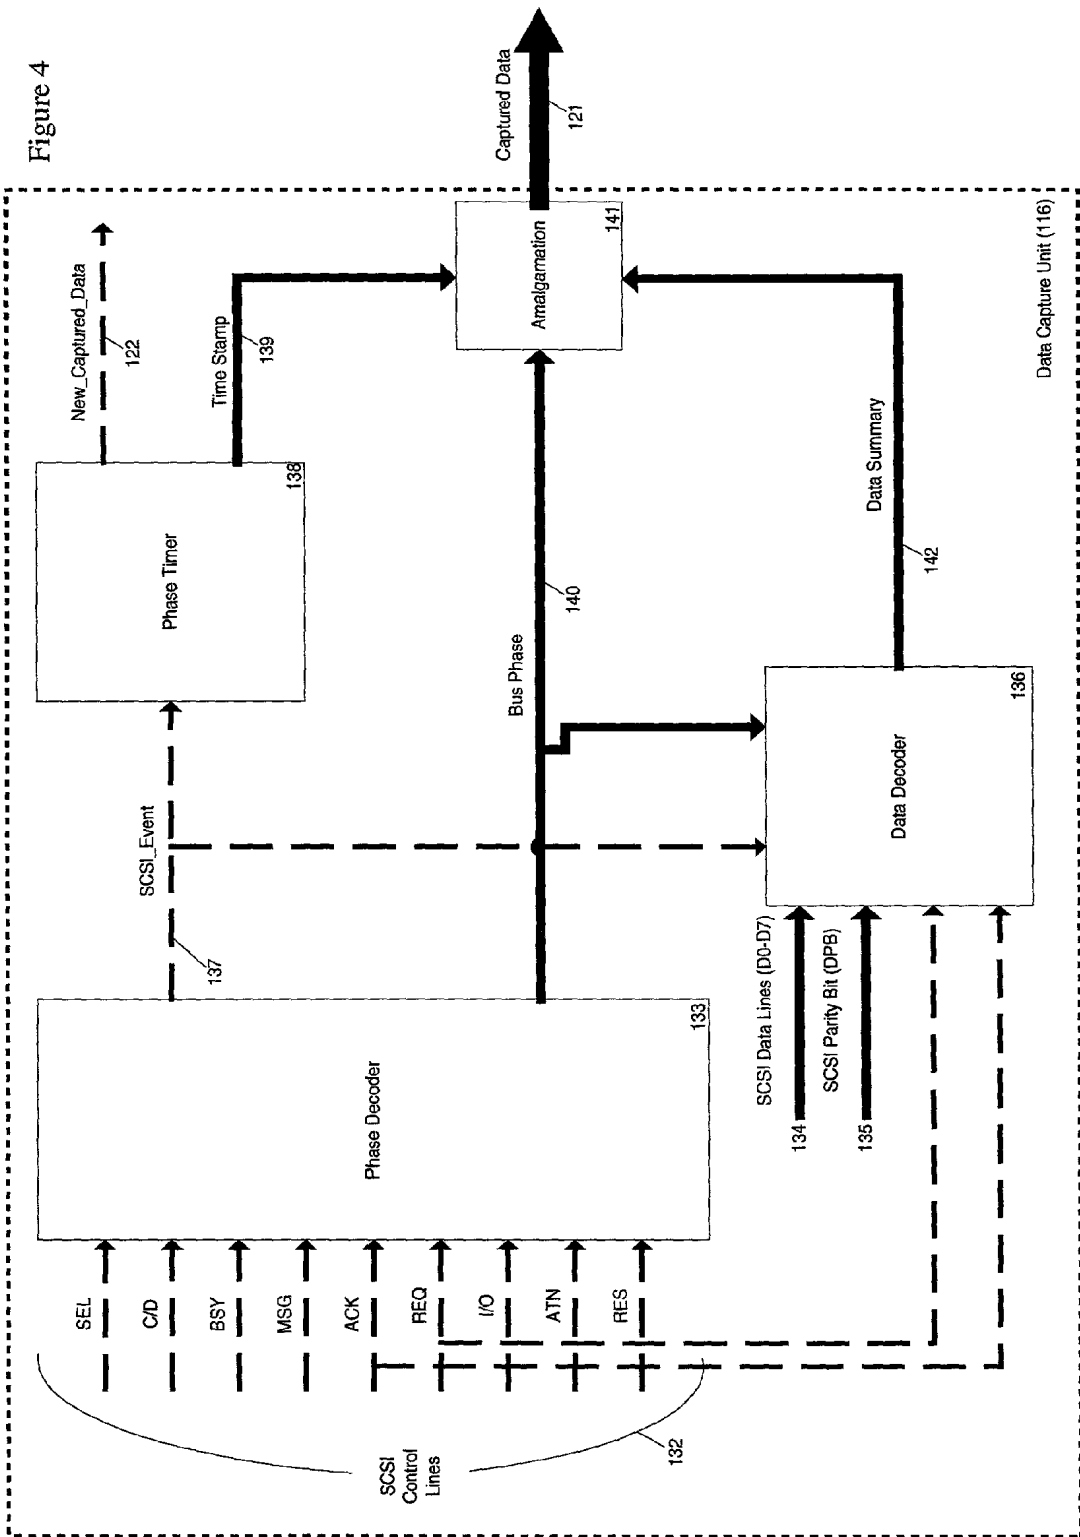 Figure 4
SCSI
Control
Lines
132
SEL
C/D
BSY
MSG
ACK
REQ
I/O
ATN
RES
Phase Decoder
133
137
SCSI_Event
Phase Timer
138
New_Captured_Data
122
Time Stamp
139
Bus Phase
140
Amalgamation
141
Captured Data
121
SCSI Data Lines (D0-D7)
134
SCSI Parity Bit (DPB)
135
Data Decoder
136
Data Summary
142
Data Capture Unit (116)